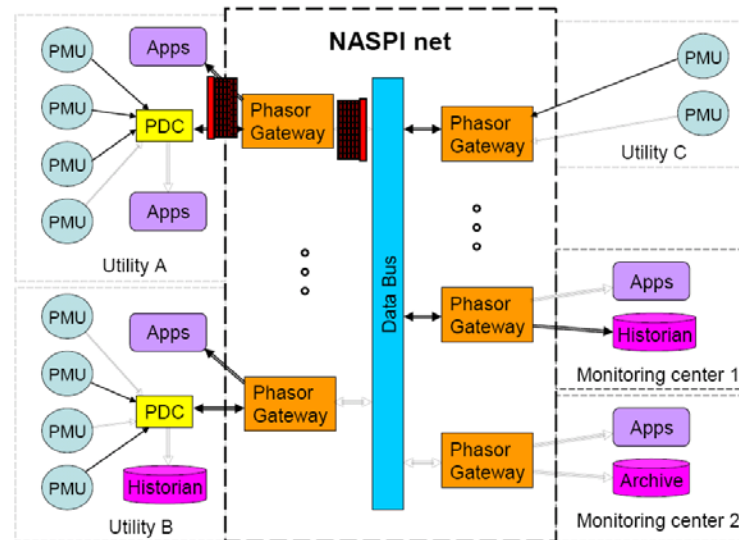 NASPI net
PMU
PMU
PMU
PMU
Apps
PDC
Apps
Utility A
Phasor
Gateway
Data Bus
Phasor
Gateway
PMU
PMU
Utility C
PMU
PMU
PMU
PMU
Apps
PDC
Historian
Utility B
Phasor
Gateway
Phasor
Gateway
Apps
Historian
Monitoring center 1
Phasor
Gateway
Apps
Archive
Monitoring center 2